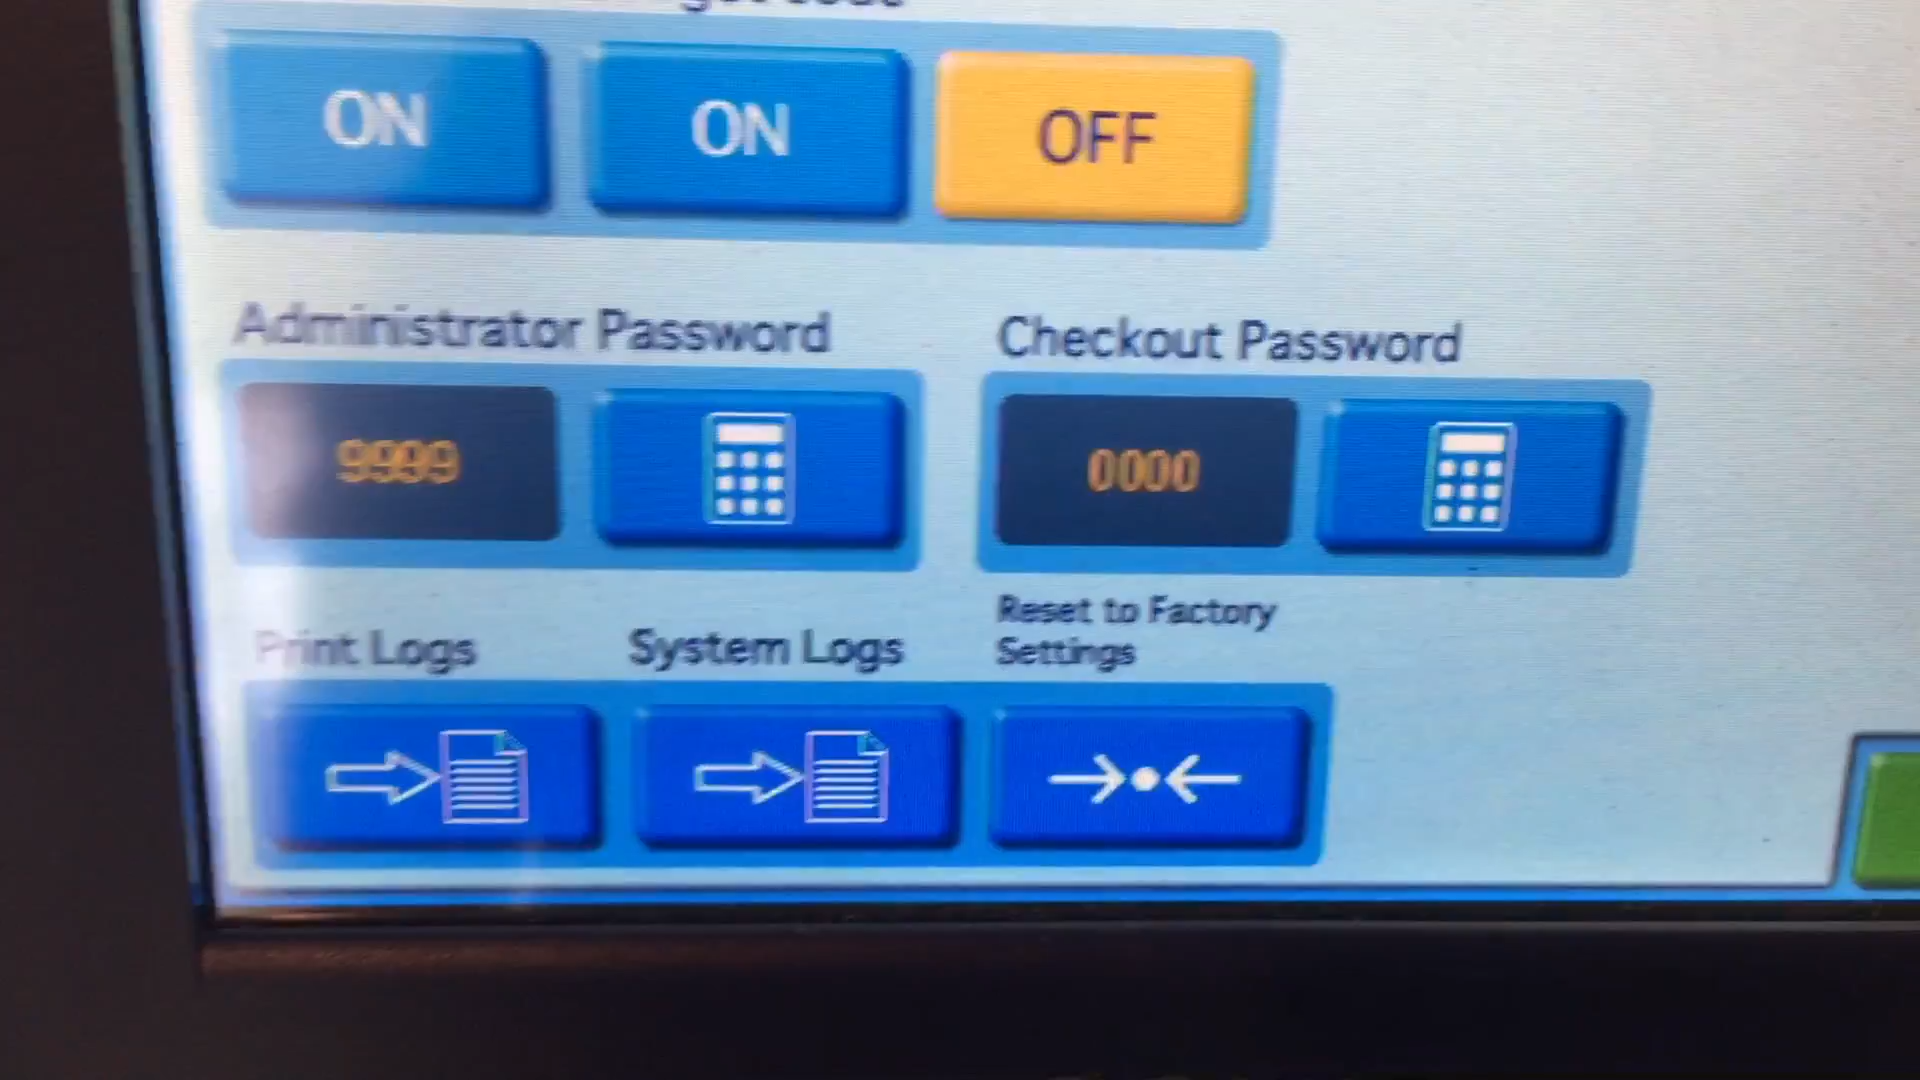 ON ON OFF
Administrator Password Checkout Password
9999 0000
Print Logs System Logs Reset to Factory
Settings